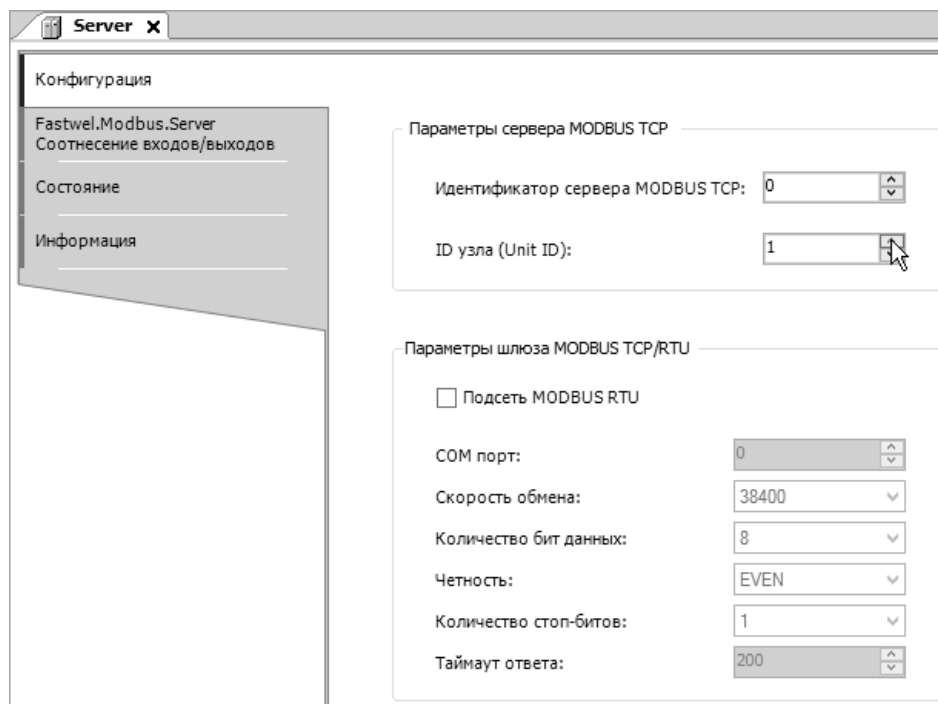 Server
Конфигурация
Fastwel.Modbus.Server
Соотнесение входов/выходов
Состояние
Информация
Параметры сервера MODBUS TCP
Идентификатор сервера MODBUS TCP: 0
ID узла (Unit ID): 1
Параметры шлюза MODBUS TCP/RTU
Подсеть MODBUS RTU
COM порт: 0
Скорость обмена: 38400
Количество бит данных: 8
Четность: EVEN
Количество стоп-битов: 1
Таймаут ответа: 200